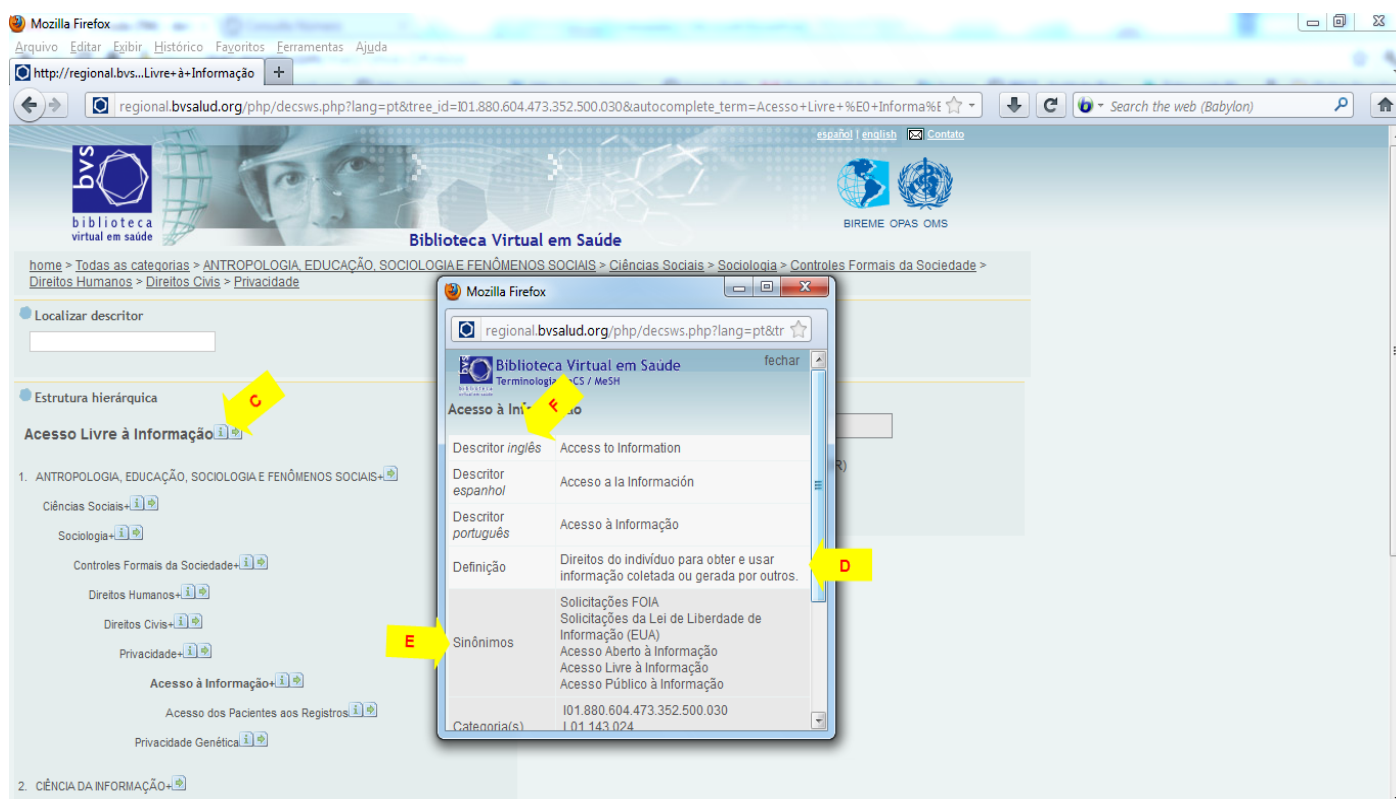 Mozilla Firefox
Arquivo Editar Exibir Histórico Favoritos Ferramentas Ajuda
http://regional.bvs...Livre+à+Informação +
regional.bvsalud.org/php/decsws.php?lang=pt&tree_id=I01.880.604.473.352.500.030&autocomplete_term=Acesso+Livre+%E0+Informa%E
Search the web (Babylon)
español | english Contato
bvs
biblioteca
virtual em saúde
Biblioteca Virtual em Saúde
BIREME OPAS OMS
home > Todas as categorias > ANTROPOLOGIA, EDUCAÇÃO, SOCIOLOGIA E FENÔMENOS SOCIAIS > Ciências Sociais > Sociologia > Controles Formais da Sociedade >
Direitos Humanos > Direitos Civis > Privacidade
Localizar descritor
Estrutura hierárquica
C
Acesso Livre à Informação
1. ANTROPOLOGIA, EDUCAÇÃO, SOCIOLOGIA E FENÔMENOS SOCIAIS+
Ciências Sociais+
Sociologia+
Controles Formais da Sociedade+
Direitos Humanos+
Direitos Civis+
Privacidade+
Acesso à Informação+
Acesso dos Pacientes aos Registros
Privacidade Genética
2. CIÊNCIA DA INFORMAÇÃO+
Mozilla Firefox
regional.bvsalud.org/php/decsws.php?lang=pt&tr
BVS
Biblioteca Virtual em Saúde
fechar
Terminologia / MeSH
F
Acesso à
Descritor inglês Access to Information
Descritor espanhol Acceso a la Información
Descritor português Acesso à Informação
Definição Direitos do indivíduo para obter e usar
informação coletada ou gerada por outros.
D
E
Sinônimos
Solicitações FOIA
Solicitações da Lei de Liberdade de
Informação (EUA)
Acesso Aberto à Informação
Acesso Livre à Informação
Acesso Público à Informação
Categoria(s)
I01.880.604.473.352.500.030
L01.143.024